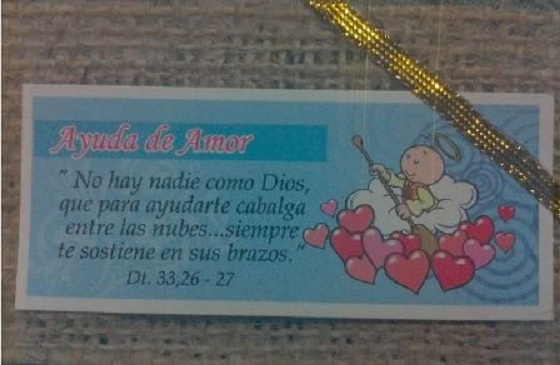 Ayuda de Amor
" No hay nadie como Dios,
que para ayudarte cabalga
entre las nubes...siempre
te sostiene en sus brazos."
Dt. 33,26 - 27